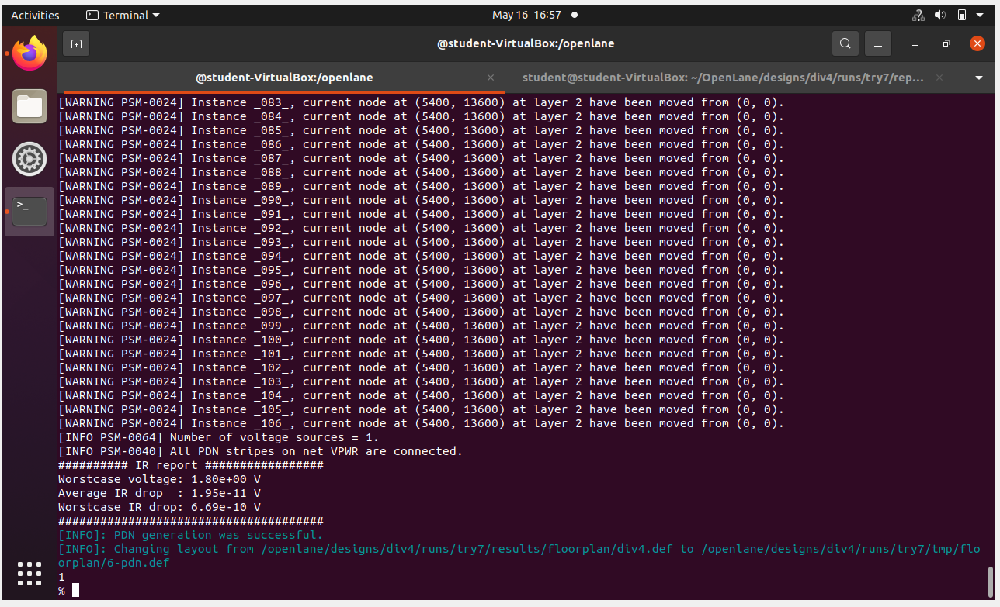 Activities
Terminal
May 16 16:57
@student-VirtualBox:/openlane
@student-VirtualBox:/openlane
student@student-VirtualBox: ~/OpenLane/designs/div4/runs/try7/rep...
[WARNING PSM-0024] Instance _083_, current node at (5400, 13600) at layer 2 have been moved from (0, 0).
[WARNING PSM-0024] Instance _084_, current node at (5400, 13600) at layer 2 have been moved from (0, 0).
[WARNING PSM-0024] Instance _085_, current node at (5400, 13600) at layer 2 have been moved from (0, 0).
[WARNING PSM-0024] Instance _086_, current node at (5400, 13600) at layer 2 have been moved from (0, 0).
[WARNING PSM-0024] Instance _087_, current node at (5400, 13600) at layer 2 have been moved from (0, 0).
[WARNING PSM-0024] Instance _088_, current node at (5400, 13600) at layer 2 have been moved from (0, 0).
[WARNING PSM-0024] Instance _089_, current node at (5400, 13600) at layer 2 have been moved from (0, 0).
[WARNING PSM-0024] Instance _090_, current node at (5400, 13600) at layer 2 have been moved from (0, 0).
[WARNING PSM-0024] Instance _091_, current node at (5400, 13600) at layer 2 have been moved from (0, 0).
[WARNING PSM-0024] Instance _092_, current node at (5400, 13600) at layer 2 have been moved from (0, 0).
[WARNING PSM-0024] Instance _093_, current node at (5400, 13600) at layer 2 have been moved from (0, 0).
[WARNING PSM-0024] Instance _094_, current node at (5400, 13600) at layer 2 have been moved from (0, 0).
[WARNING PSM-0024] Instance _095_, current node at (5400, 13600) at layer 2 have been moved from (0, 0).
[WARNING PSM-0024] Instance _096_, current node at (5400, 13600) at layer 2 have been moved from (0, 0).
[WARNING PSM-0024] Instance _097_, current node at (5400, 13600) at layer 2 have been moved from (0, 0).
[WARNING PSM-0024] Instance _098_, current node at (5400, 13600) at layer 2 have been moved from (0, 0).
[WARNING PSM-0024] Instance _099_, current node at (5400, 13600) at layer 2 have been moved from (0, 0).
[WARNING PSM-0024] Instance _100_, current node at (5400, 13600) at layer 2 have been moved from (0, 0).
[WARNING PSM-0024] Instance _101_, current node at (5400, 13600) at layer 2 have been moved from (0, 0).
[WARNING PSM-0024] Instance _102_, current node at (5400, 13600) at layer 2 have been moved from (0, 0).
[WARNING PSM-0024] Instance _103_, current node at (5400, 13600) at layer 2 have been moved from (0, 0).
[WARNING PSM-0024] Instance _104_, current node at (5400, 13600) at layer 2 have been moved from (0, 0).
[WARNING PSM-0024] Instance _105_, current node at (5400, 13600) at layer 2 have been moved from (0, 0).
[WARNING PSM-0024] Instance _106_, current node at (5400, 13600) at layer 2 have been moved from (0, 0).
[INFO PSM-0064] Number of voltage sources = 1.
[INFO PSM-0040] All PDN stripes on net VPWR are connected.
########## IR report #################
Worstcase voltage: 1.80e+00 V
Average IR drop  : 1.95e-11 V
Worstcase IR drop: 6.69e-10 V
######################################
[INFO]: PDN generation was successful.
[INFO]: Changing layout from /openlane/designs/div4/runs/try7/results/floorplan/div4.def to /openlane/designs/div4/runs/try7/tmp/flo
orplan/6-pdn.def
1
%